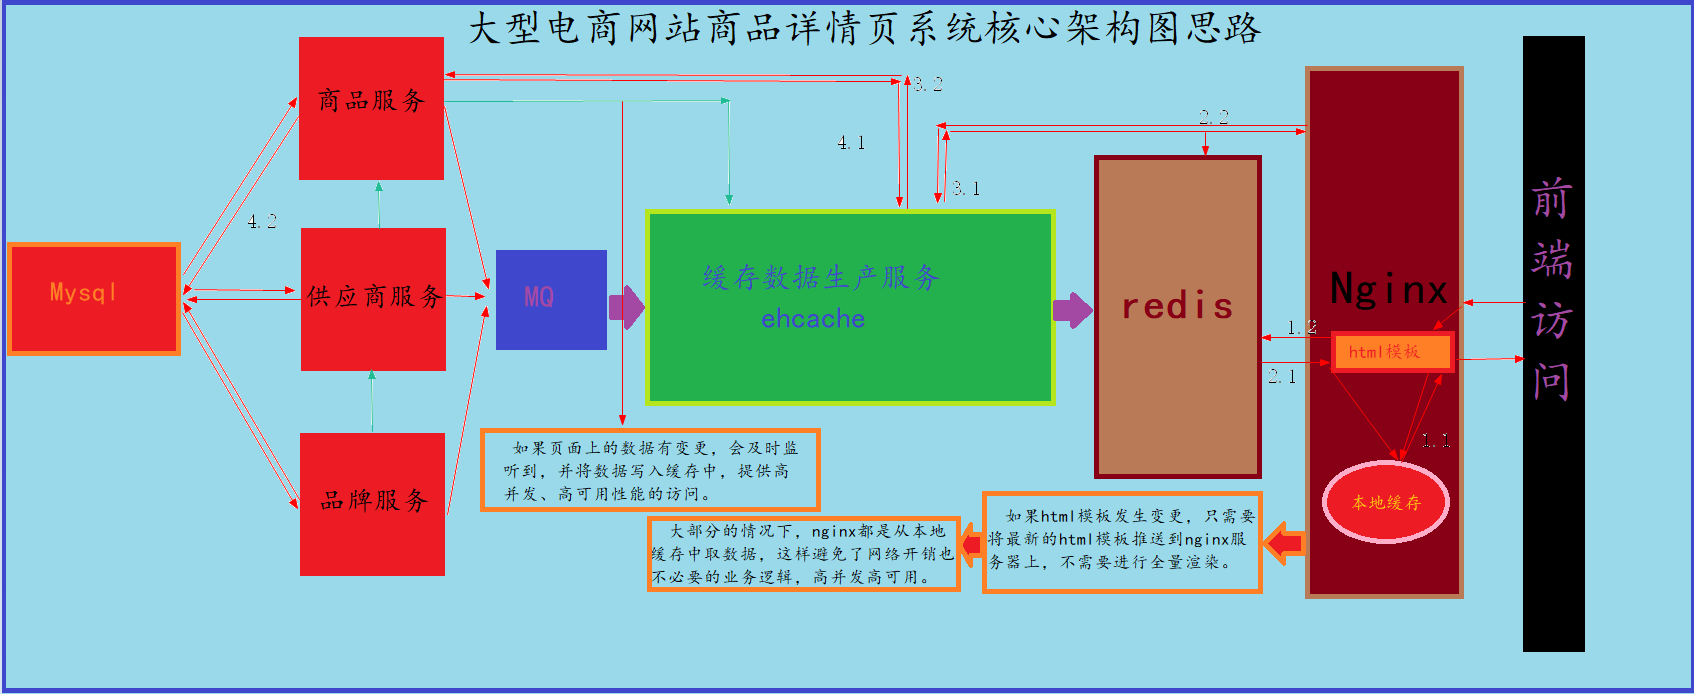 大型电商网站商品详情页系统核心架构图思路
商品服务
3.2
2.2
4.1
3.1
前
端
访
问
4.2
Mysql
供应商服务
MQ
缓存数据生产服务
ehcache
redis
Nginx
1.2
html模板
2.1
1.1
品牌服务
本地缓存
如果页面上的数据有变更，会及时监
听到，并将数据写入缓存中，提供高
并发、高可用性能的访问。
大部分的情况下，nginx都是从本地
缓存中取数据，这样避免了网络开销也
不必要的业务逻辑，高并发高可用。
如果html模板发生变更，只需要
将最新的html模板推送到nginx服
务器上，不需要进行全量渲染。